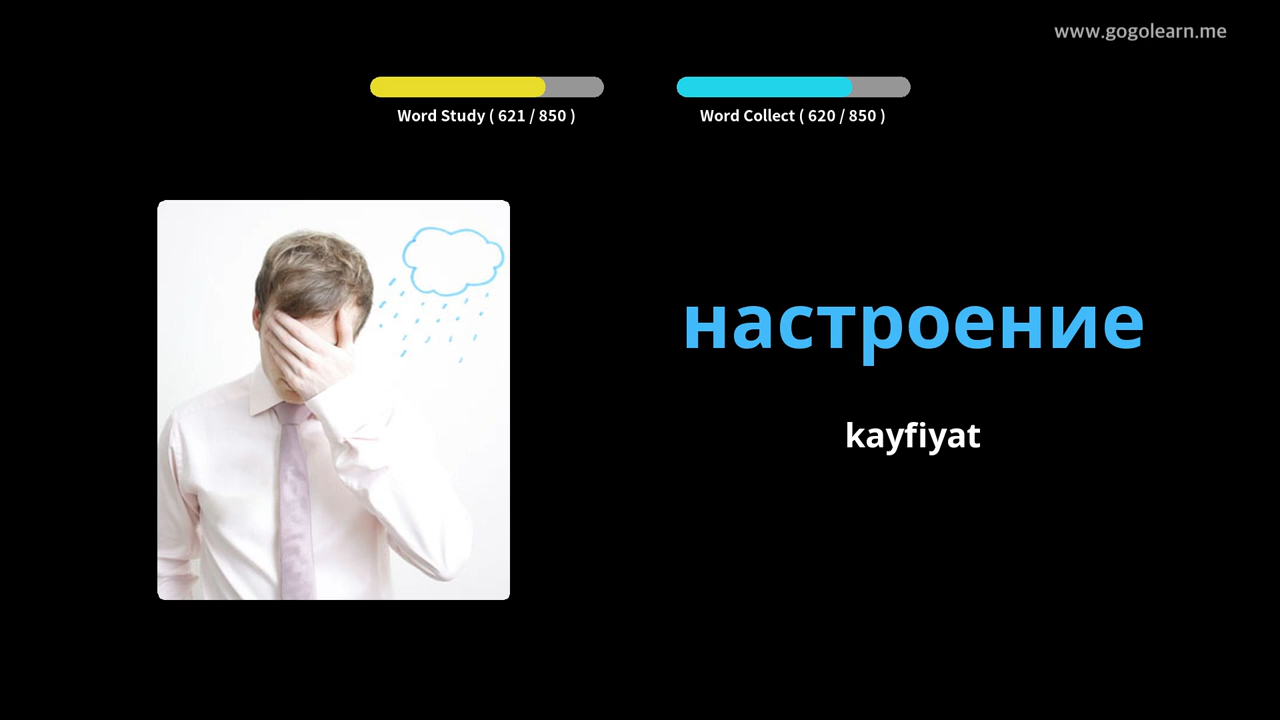 www.gogolearn.me
Word Study ( 621 / 850 )
Word Collect ( 620 / 850 )
настроение
kayfiyat